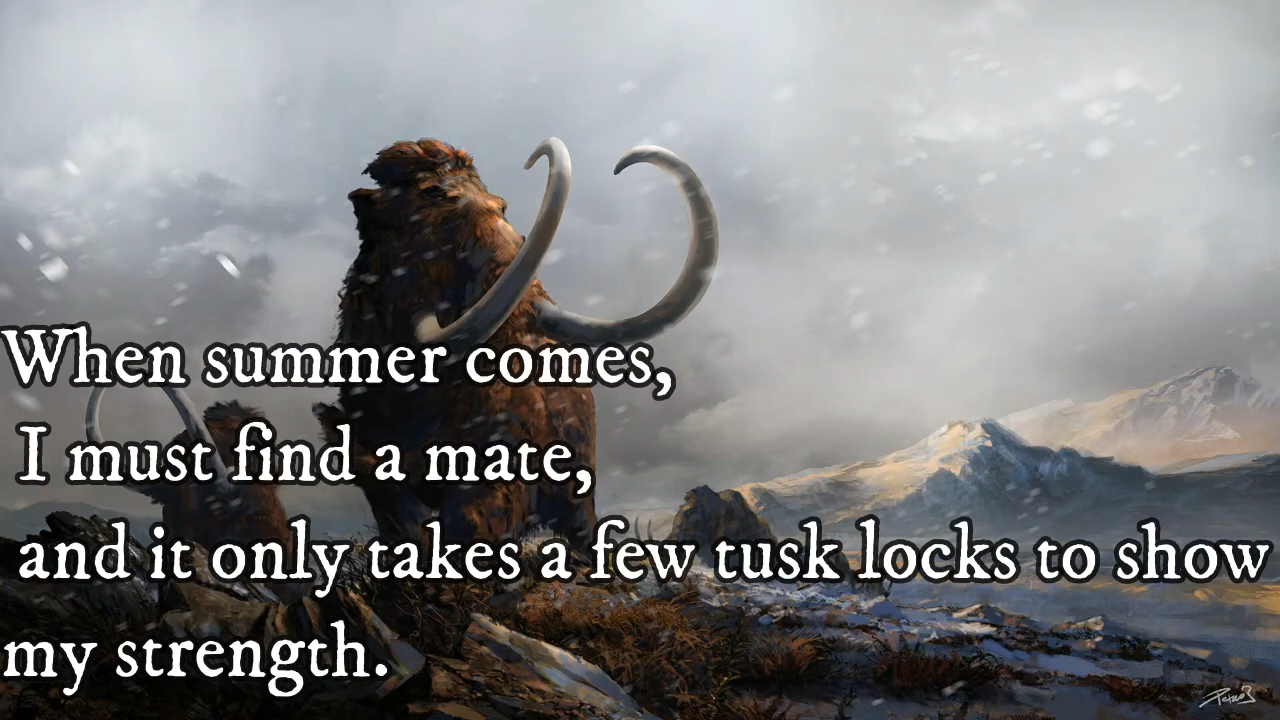 When summer comes,
I must find a mate,
and it only takes a few tusk locks to show
my strength.